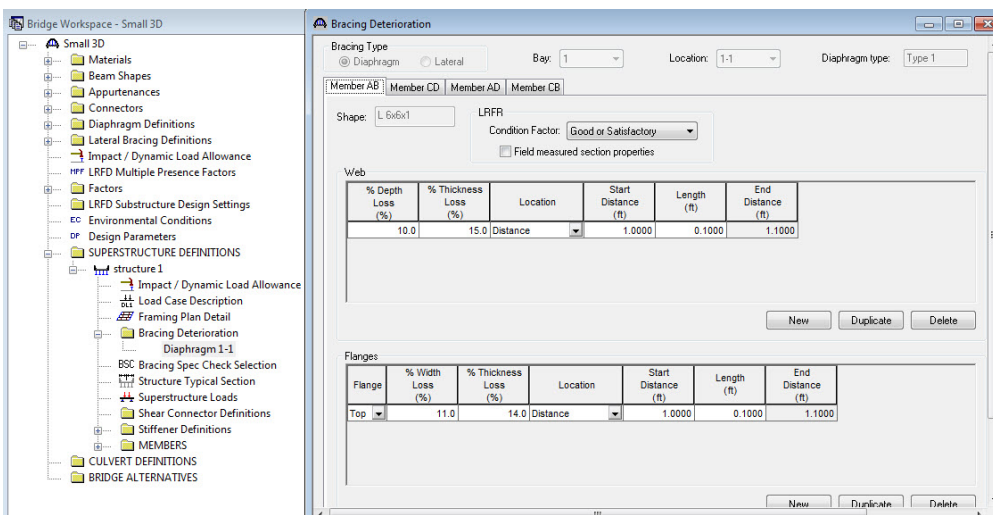 Bridge Workspace - Small 3D
Small 3D
Materials
Beam Shapes
Appurtenances
Connectors
Diaphragm Definitions
Lateral Bracing Definitions
Impact / Dynamic Load Allowance
MPF LRFD Multiple Presence Factors
Factors
LRFD Substructure Design Settings
EC Environmental Conditions
DP Design Parameters
SUPERSTRUCTURE DEFINITIONS
structure 1
Impact / Dynamic Load Allowance
DLS Load Case Description
Framing Plan Detail
Bracing Deterioration
Diaphragm 1-1
BSC Bracing Spec Check Selection
Structure Typical Section
Superstructure Loads
Shear Connector Definitions
Stiffener Definitions
MEMBERS
CULVERT DEFINITIONS
BRIDGE ALTERNATIVES
Bracing Deterioration
Bracing Type
Diaphragm Lateral Bay: 1 Location: 1-1 Diaphragm type: Type 1
Member AB Member CD Member AD Member CB
Shape: L 6x6x1
LRFR
Condition Factor: Good or Satisfactory
Field measured section properties
Web
% Depth Loss (%) % Thickness Loss (%) Location Start Distance (ft) Length (ft) End Distance (ft)
10.0 15.0 Distance 1.0000 0.1000 1.1000
New Duplicate Delete
Flanges
Flange % Width Loss (%) % Thickness Loss (%) Location Start Distance (ft) Length (ft) End Distance (ft)
Top 11.0 14.0 Distance 1.0000 0.1000 1.1000
New Duplicate Delete